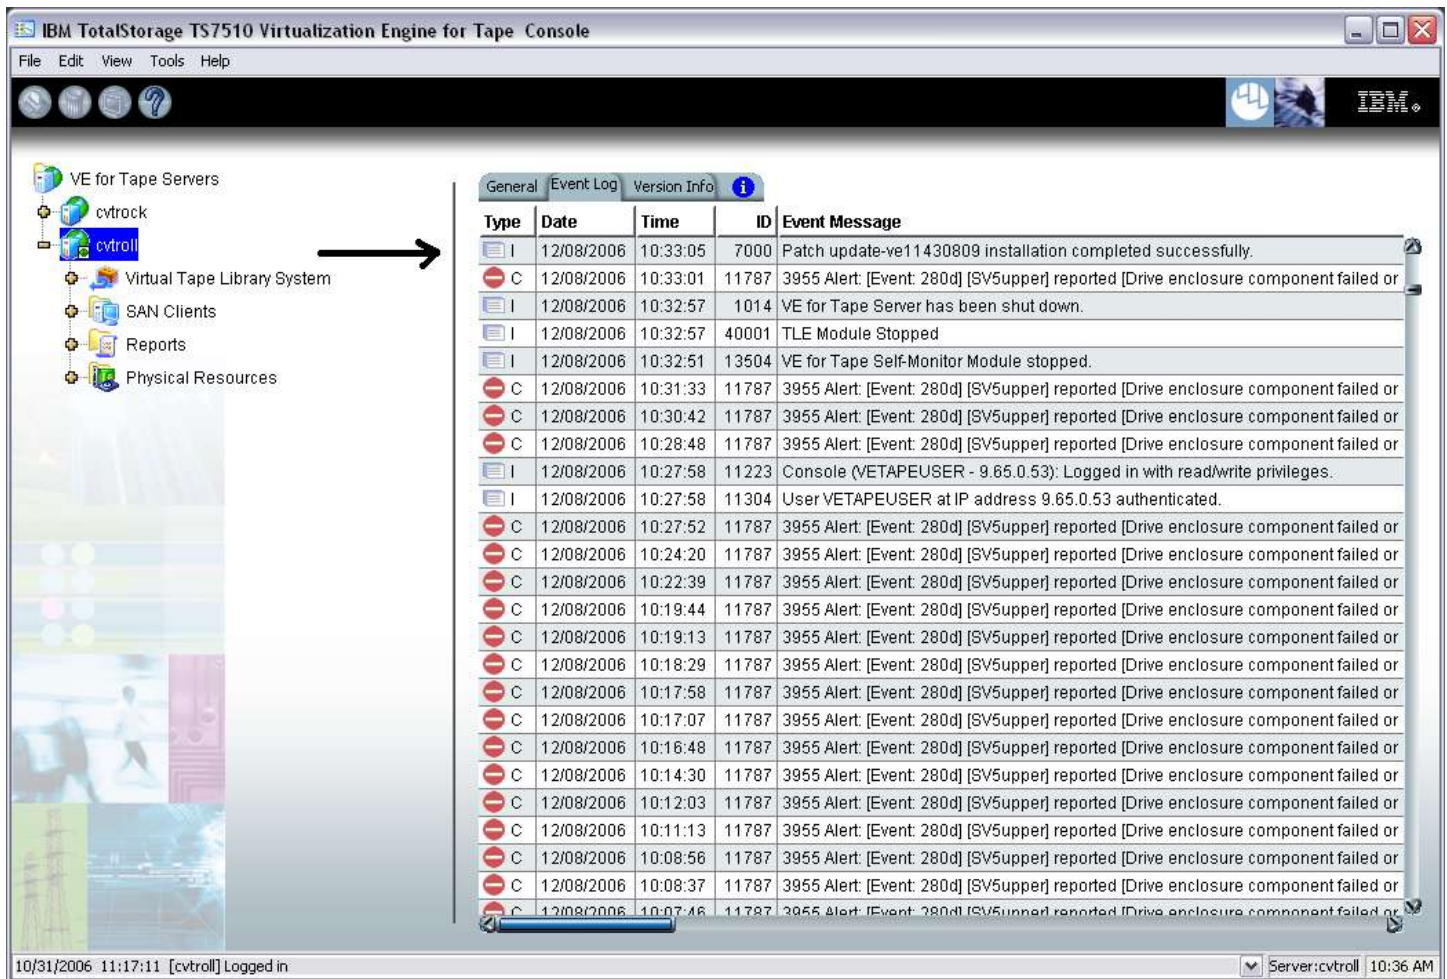 IBM TotalStorage TS7510 Virtualization Engine for Tape Console
File Edit View Tools Help
IBM
VE for Tape Servers
cvtrock
cvtroll
Virtual Tape Library System
SAN Clients
Reports
Physical Resources
General Event Log Version Info
Type Date Time ID Event Message
I 12/08/2006 10:33:05 7000 Patch update-ve11430809 installation completed successfully.
C 12/08/2006 10:33:01 11787 3955 Alert: [Event: 280d] [SV5upper] reported [Drive enclosure component failed or
I 12/08/2006 10:32:57 1014 VE for Tape Server has been shut down.
I 12/08/2006 10:32:57 40001 TLE Module Stopped
I 12/08/2006 10:32:51 13504 VE for Tape Self-Monitor Module stopped.
C 12/08/2006 10:31:33 11787 3955 Alert: [Event: 280d] [SV5upper] reported [Drive enclosure component failed or
C 12/08/2006 10:30:42 11787 3955 Alert: [Event: 280d] [SV5upper] reported [Drive enclosure component failed or
C 12/08/2006 10:28:48 11787 3955 Alert: [Event: 280d] [SV5upper] reported [Drive enclosure component failed or
I 12/08/2006 10:27:58 11223 Console (VETAPEUSER - 9.65.0.53): Logged in with read/write privileges.
I 12/08/2006 10:27:58 11304 User VETAPEUSER at IP address 9.65.0.53 authenticated.
C 12/08/2006 10:27:52 11787 3955 Alert: [Event: 280d] [SV5upper] reported [Drive enclosure component failed or
C 12/08/2006 10:24:20 11787 3955 Alert: [Event: 280d] [SV5upper] reported [Drive enclosure component failed or
C 12/08/2006 10:22:39 11787 3955 Alert: [Event: 280d] [SV5upper] reported [Drive enclosure component failed or
C 12/08/2006 10:19:44 11787 3955 Alert: [Event: 280d] [SV5upper] reported [Drive enclosure component failed or
C 12/08/2006 10:19:13 11787 3955 Alert: [Event: 280d] [SV5upper] reported [Drive enclosure component failed or
C 12/08/2006 10:18:29 11787 3955 Alert: [Event: 280d] [SV5upper] reported [Drive enclosure component failed or
C 12/08/2006 10:17:58 11787 3955 Alert: [Event: 280d] [SV5upper] reported [Drive enclosure component failed or
C 12/08/2006 10:17:07 11787 3955 Alert: [Event: 280d] [SV5upper] reported [Drive enclosure component failed or
C 12/08/2006 10:16:48 11787 3955 Alert: [Event: 280d] [SV5upper] reported [Drive enclosure component failed or
C 12/08/2006 10:14:30 11787 3955 Alert: [Event: 280d] [SV5upper] reported [Drive enclosure component failed or
C 12/08/2006 10:12:03 11787 3955 Alert: [Event: 280d] [SV5upper] reported [Drive enclosure component failed or
C 12/08/2006 10:11:13 11787 3955 Alert: [Event: 280d] [SV5upper] reported [Drive enclosure component failed or
C 12/08/2006 10:08:56 11787 3955 Alert: [Event: 280d] [SV5upper] reported [Drive enclosure component failed or
C 12/08/2006 10:08:37 11787 3955 Alert: [Event: 280d] [SV5upper] reported [Drive enclosure component failed or
C 12/08/2006 10:07:46 11787 3955 Alert: [Event: 280d] [SV5upper] reported [Drive enclosure component failed or
10/31/2006 11:17:11 [cvtroll] Logged in
Server:cvtroll 10:36 AM